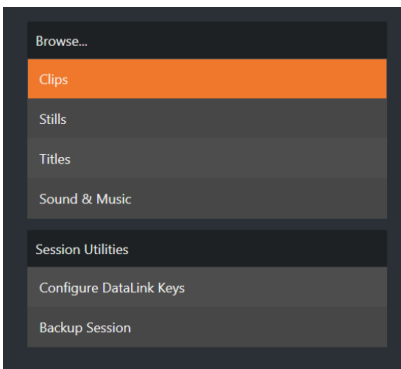 Browse...
Clips
Stills
Titles
Sound & Music
Session Utilities
Configure DataLink Keys
Backup Session